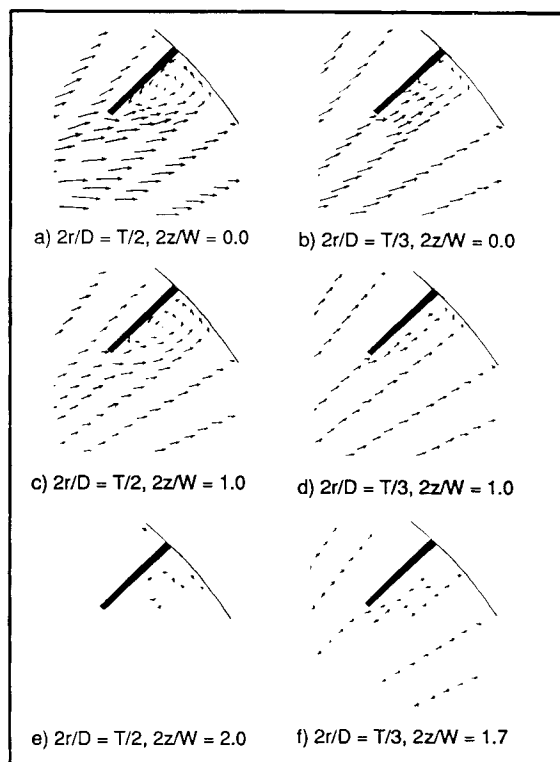 a) 2r/D = T/2, 2z/W = 0.0
b) 2r/D = T/3, 2z/W = 0.0
c) 2r/D = T/2, 2z/W = 1.0
d) 2r/D = T/3, 2z/W = 1.0
e) 2r/D = T/2, 2z/W = 2.0
f) 2r/D = T/3, 2z/W = 1.7